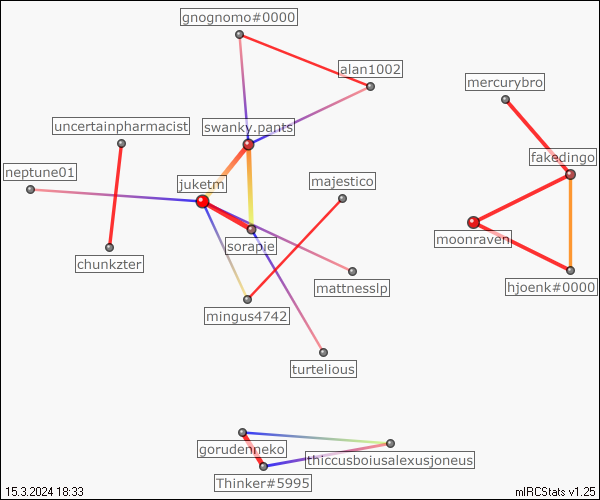 gnognomo#0000
alan1002
mercurybro
uncertainpharmacist
swanky.pants
fakedingo
neptune01
juketm
majestico
sorapie
moonraven
chunkzter
mattnesslp
hjoenk#0000
mingus4742
turtelious
gorudenneko
thiccusboiusalexusjoneus
Thinker#5995
15.3.2024 18:33
mIRCStats v1.25